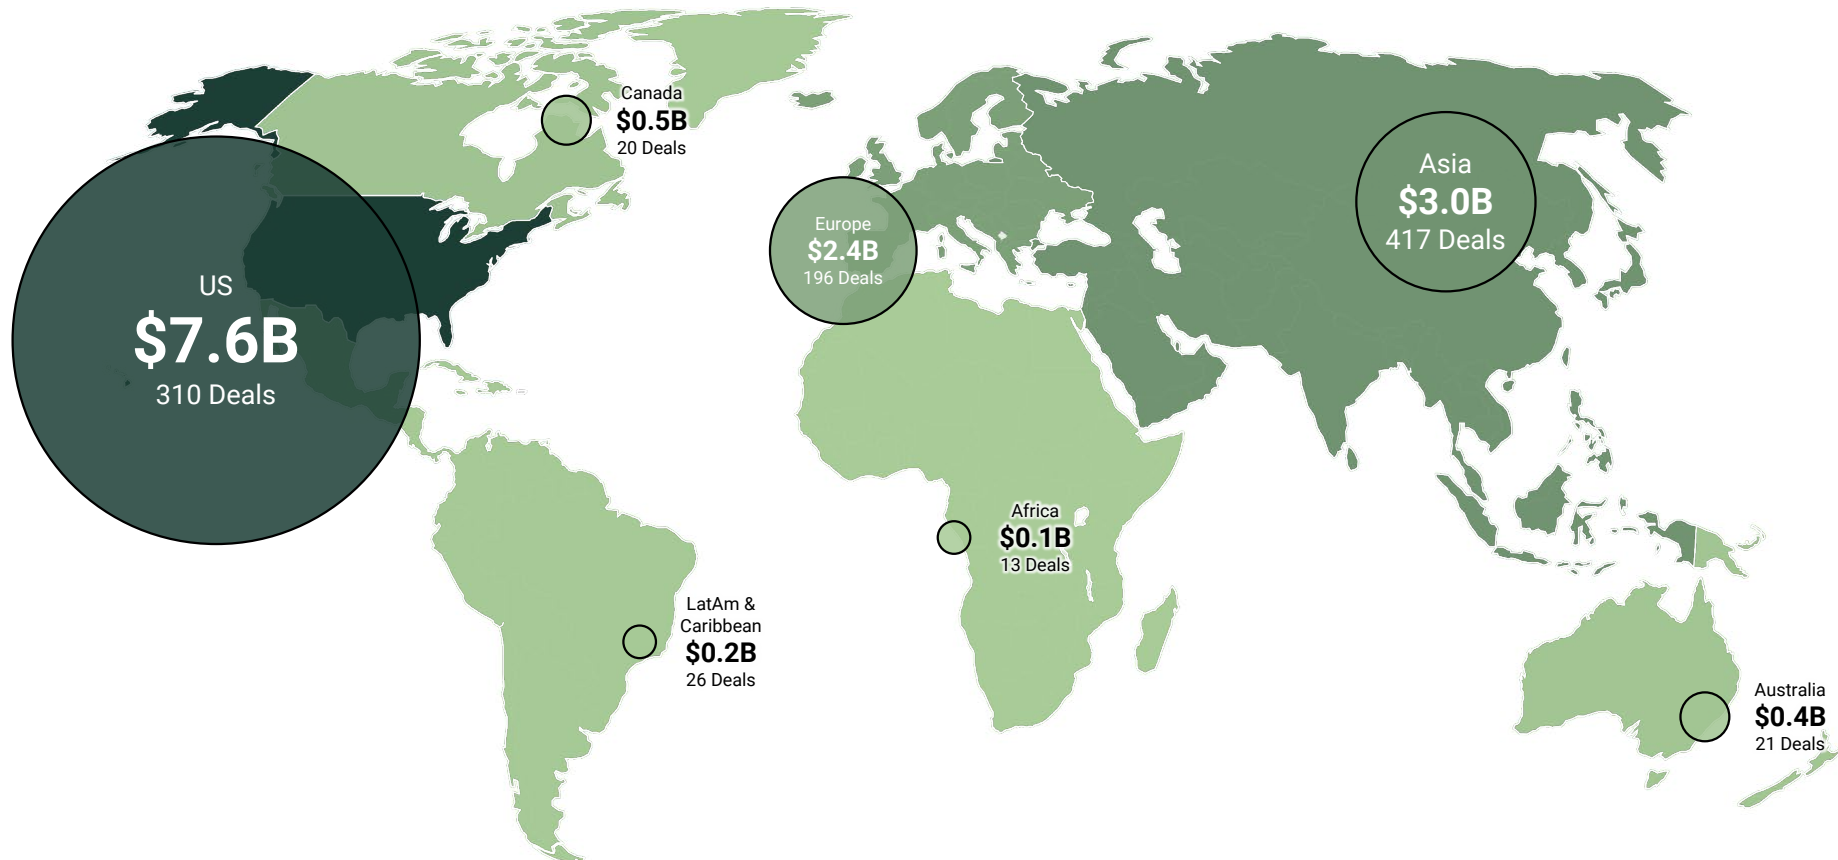 Canada
$0.5B
20 Deals
US
$7.6B
310 Deals
Europe
$2.4B
196 Deals
Asia
$3.0B
417 Deals
Africa
$0.1B
13 Deals
LatAm &
Caribbean
$0.2B
26 Deals
Australia
$0.4B
21 Deals